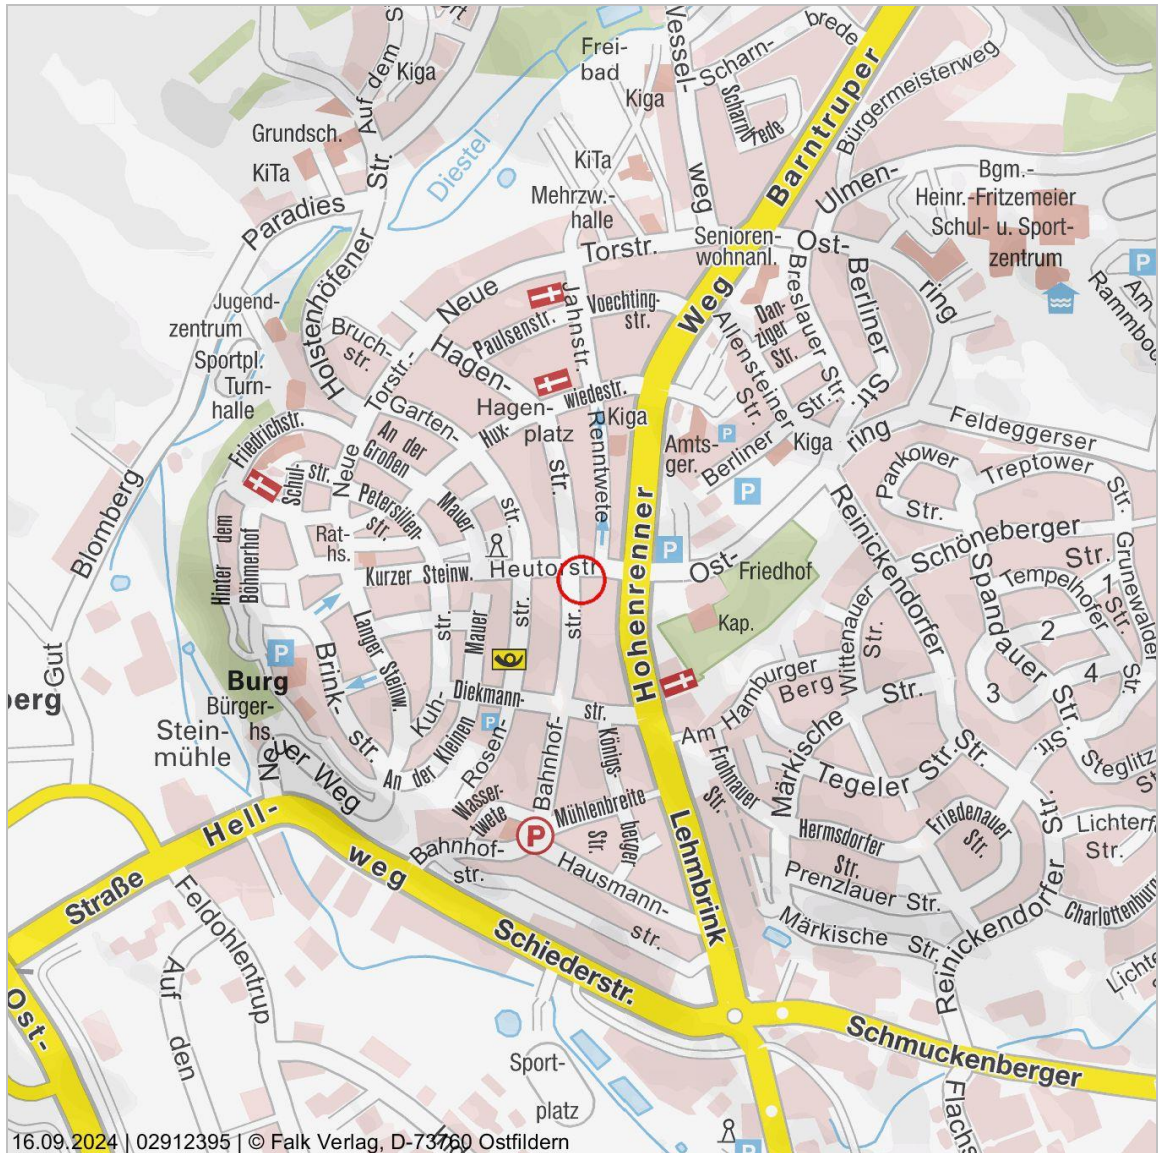 Auf dem
Kiga
Grundsch.
KiTa
Paradies
Holstenhöfener Str.
Diestel
Frei-
bad
Kiga
Wessel-
weg
Scharn-
brede
Scharnb
rede
Barntruper
Weg
Bürgermeisterweg
KiTa
Mehrzw.-
halle
Ulmen-
Bgm.-
Heinr.-Fritzemeier
Schul- u. Sport-
zentrum
P
Am
Torstr.
Neue
Senioren-
wohnanl.
Ost-
ring
Jugend-
zentrum
Sportpl.
Turn-
halle
Bruch-
str.
Hagen-
Paulsenstr.
Jahnstr.
Voechting-
str.
Allensteiner
Str.
Dan-
ziger
Str.
Breslauer Str.
Berliner
Str.
Neue
Torstr.-
Garten-
Hux-
Hagen-
platz
wiedestr.
Kiga
Renntwete
str.
Friedrichstr.
Schul-
str.
An der
Großen
Mauer
Petersilien-
str.
str.
Amts-
ger.
P
Berliner
Str.
Kiga
ring
P
Feldeggerser
Pankower
Str.
Treptower
Str.
Blomberg
Gut
Hinter dem
Böhmerhof
Rat-
hs.
Kurzer Steinw.
Heutorstr.
Hohenrenner
P
Ost-
Friedhof
Kap.
Reinickendorfer
Schöneberger
Str.
Grunewalder
Str.
Spandauer
Str.
Tempelhofer
Str.
1
2
3
4
Langer Steinw.
Mauer
str.
str.
str.
P
Burg
Bürger-
hs.
berg
Stein-
mühle
Neuer Weg
Brink-
str.
Kuh-
An der Kleinen
Diekmann-
str.
P
Rosen-
Bahnhof-
Königs-
berger
Str.
Am Hamburger
Berg
Wittenauer
Str.
Märkische
Str.
Tegeler
Str.
Str.
Frohnauer
Str.
Wasser-
twete
Mühlenbreite
P
Hell-
weg
Straße
Bahnhof-
str.
Hausmann-
str.
Lehmbrink
Hermsdorfer
Str.
Friedenauer
Str.
Prenzlauer Str.
Märkische Str.
Reinickendorfer
Str.
Charlottenburg
Feldohlentrup
Auf den
Schiederstr.
Ost-
Sport-
platz
Schmuckenberger
P
16.09.2024 | 02912395 | © Falk Verlag, D-73760 Ostfildern